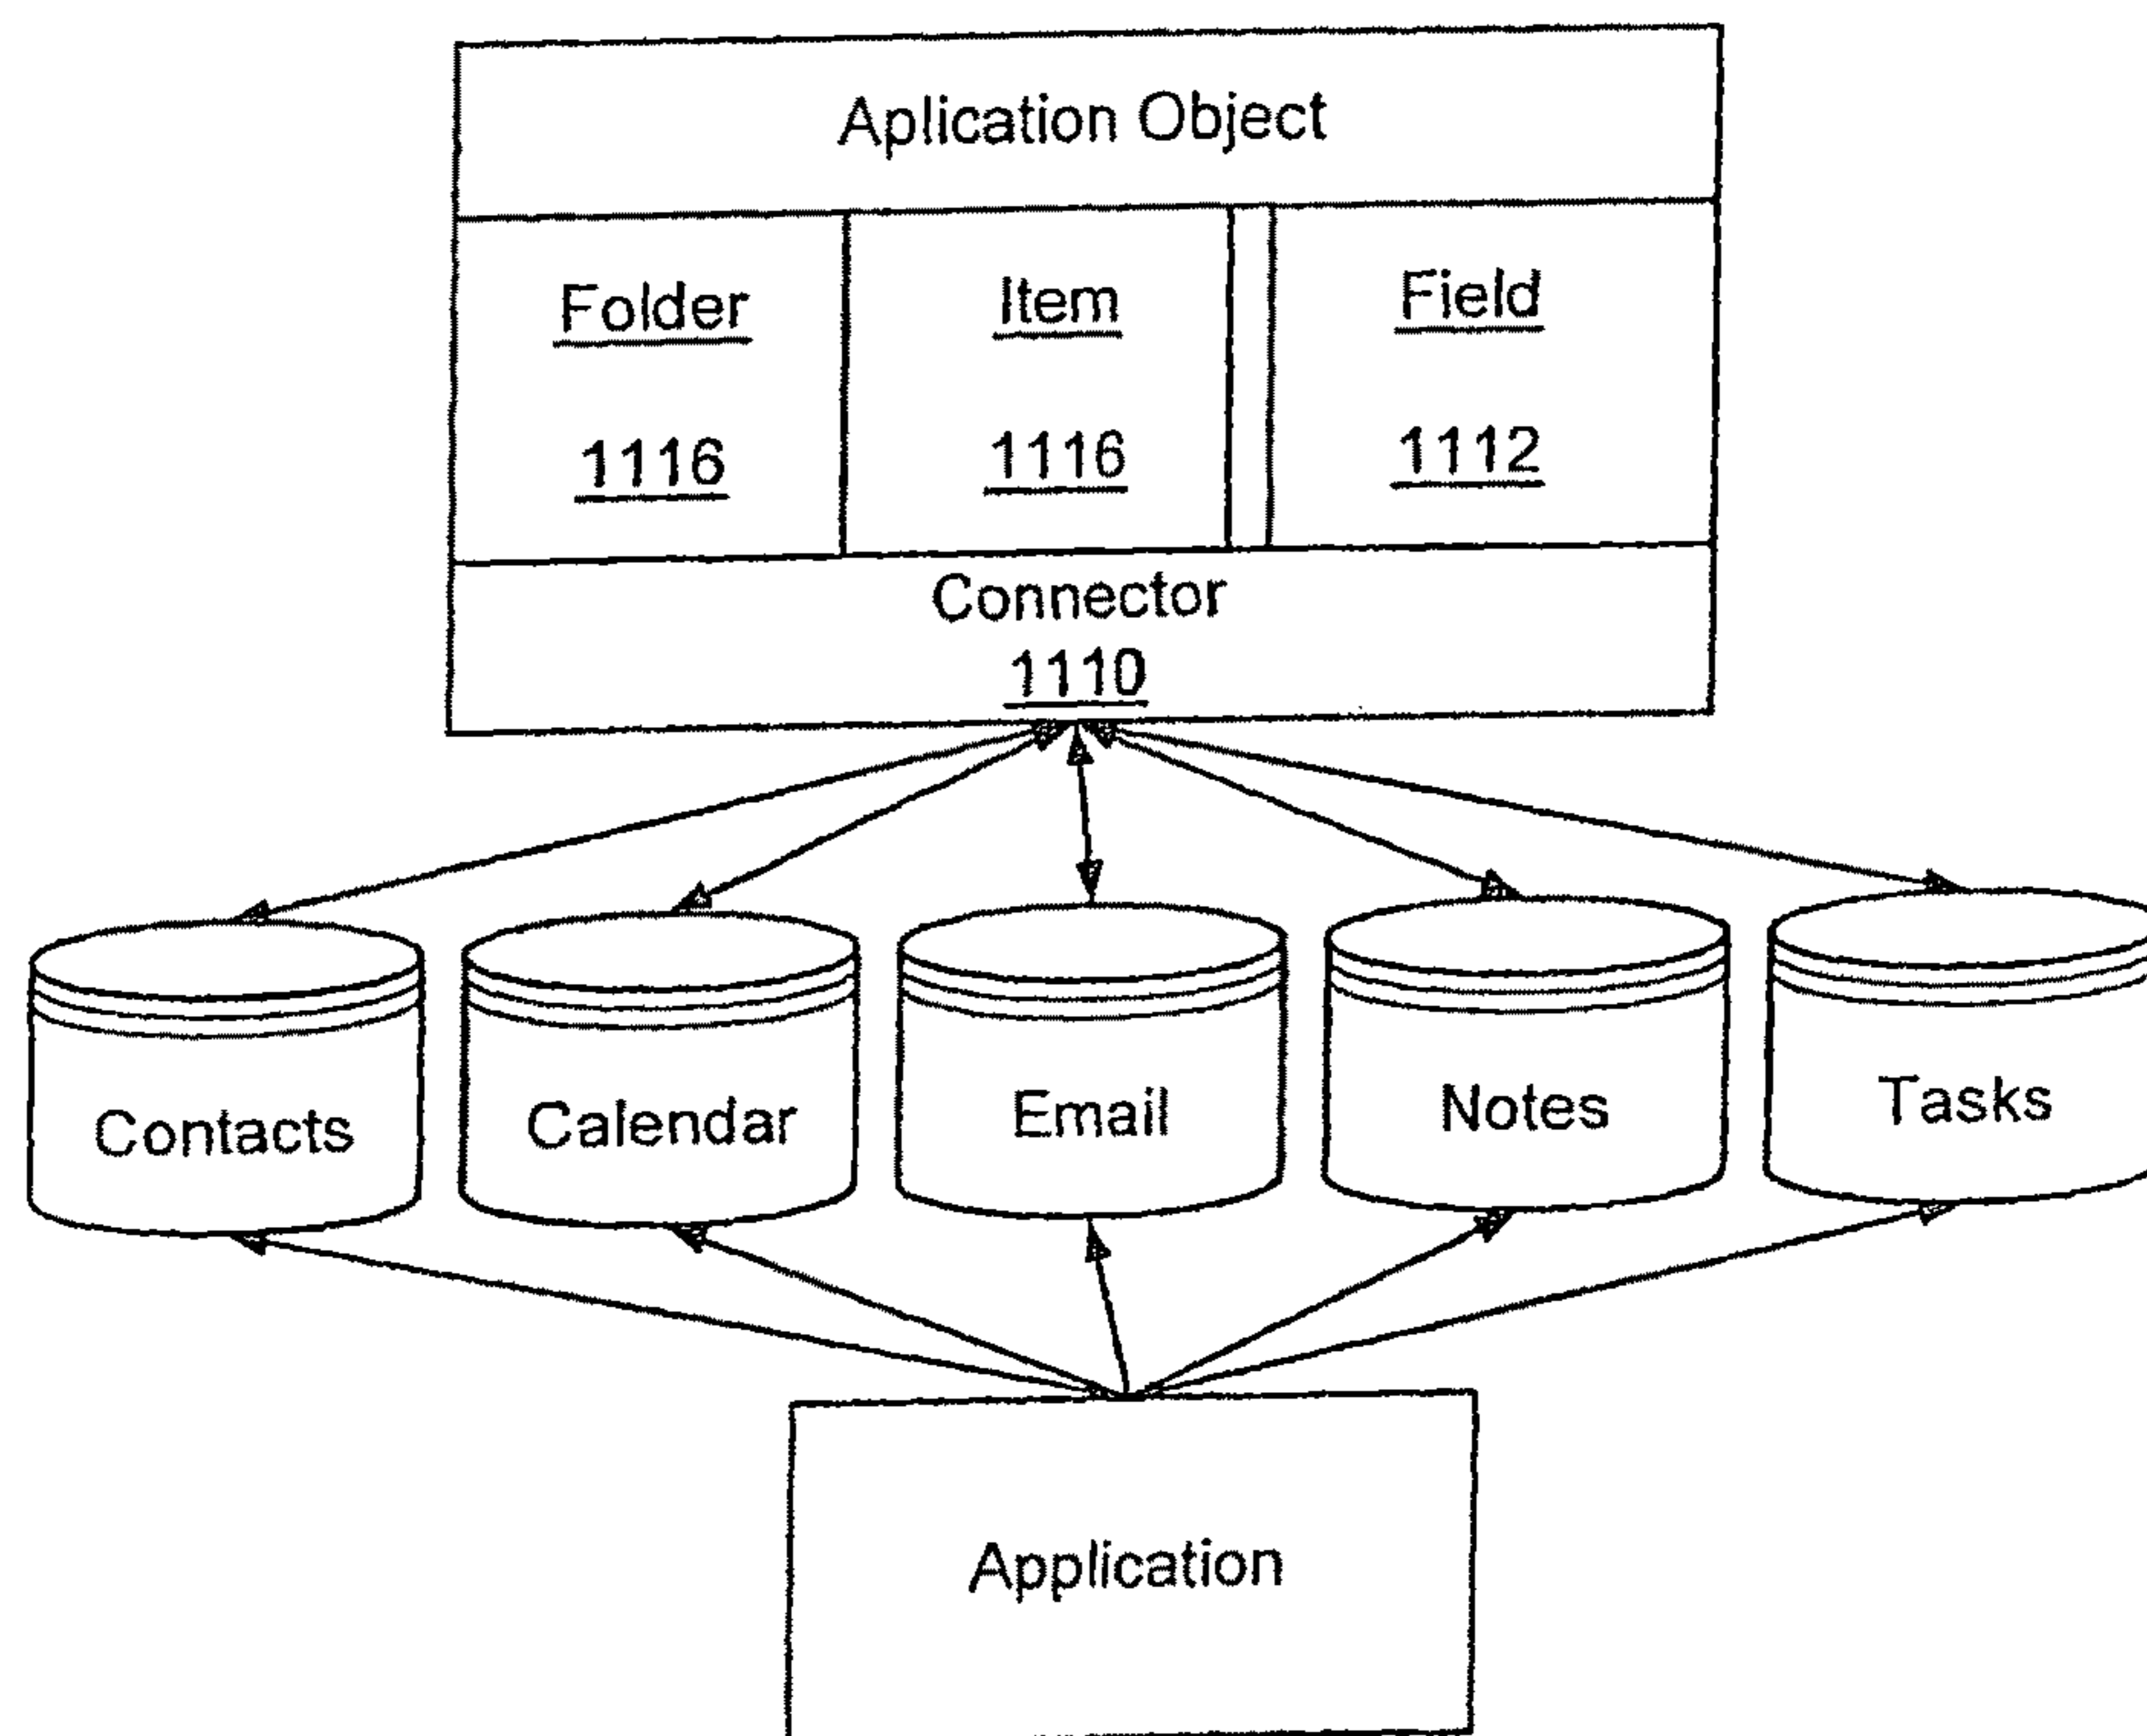 Aplication Object
Folder
Item
Field
1116
1116
1112
Connector
1110
Contacts
Calendar
Email
Notes
Tasks
Application